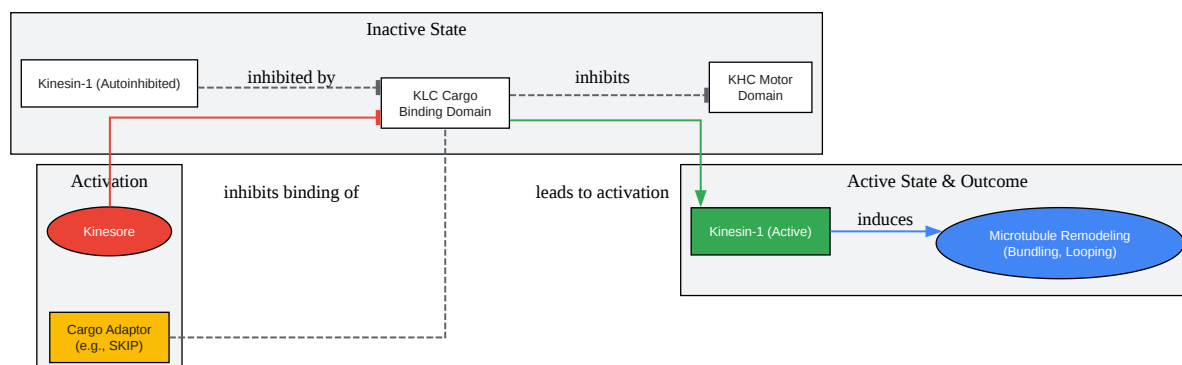 Inactive State
Kinesin-1 (Autoinhibited)
inhibited by
KLC Cargo
Binding Domain
inhibits
KHC Motor
Domain
Activation
inhibits binding of
leads to activation
Active State & Outcome
Kinesore
Kinesin-1 (Active)
induces
Microtubule Remodeling
(Bundling, Looping)
Cargo Adaptor
(e.g., SKIP)